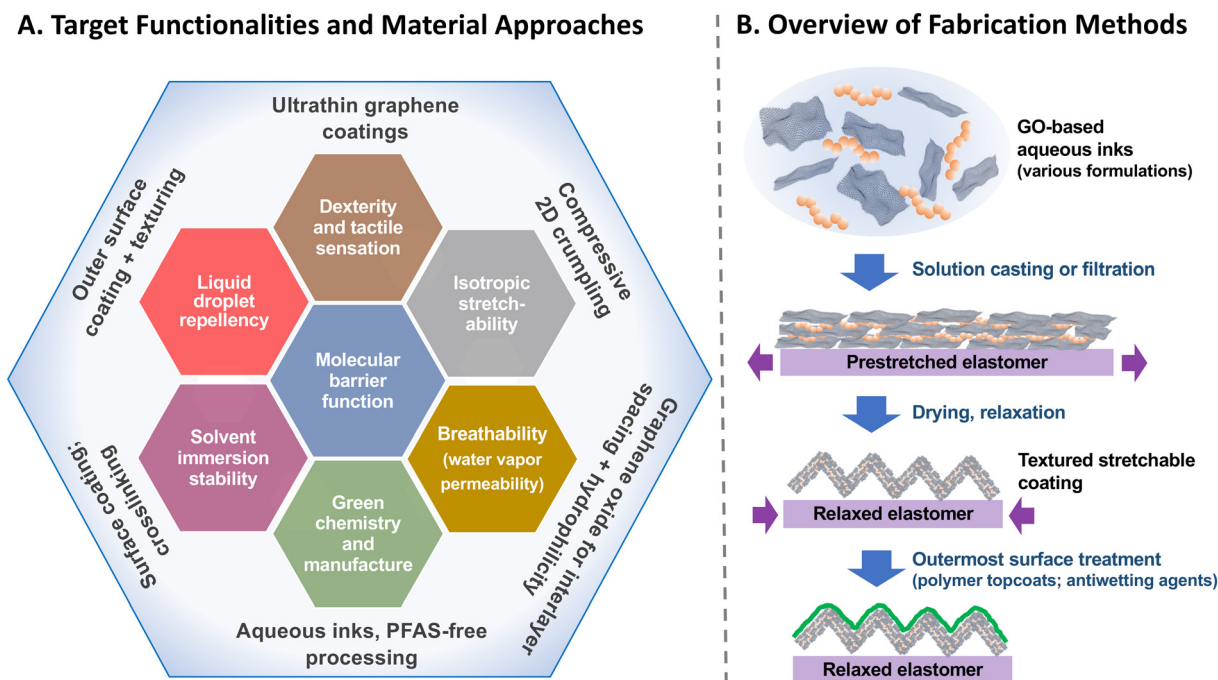 A. Target Functionalities and Material Approaches
Ultrathin graphene
coatings
Outer surface
coating + texturing
Compressive
2D crumpling
Dexterity
and tactile
sensation
Liquid
droplet
repellency
Isotropic
stretch-
ability
Molecular
barrier
function
Solvent
immersion
stability
Breathability
(water vapor
permeability)
Green
chemistry
and
manufacture
Surface coating;
crosslinking
Graphene oxide for interlayer
spacing + hydrophilicity
Aqueous inks, PFAS-free
processing
B. Overview of Fabrication Methods
GO-based
aqueous inks
(various formulations)
Solution casting or filtration
Prestretched elastomer
Drying, relaxation
Textured stretchable
coating
Relaxed elastomer
Outermost surface treatment
(polymer topcoats; antiwetting agents)
Relaxed elastomer